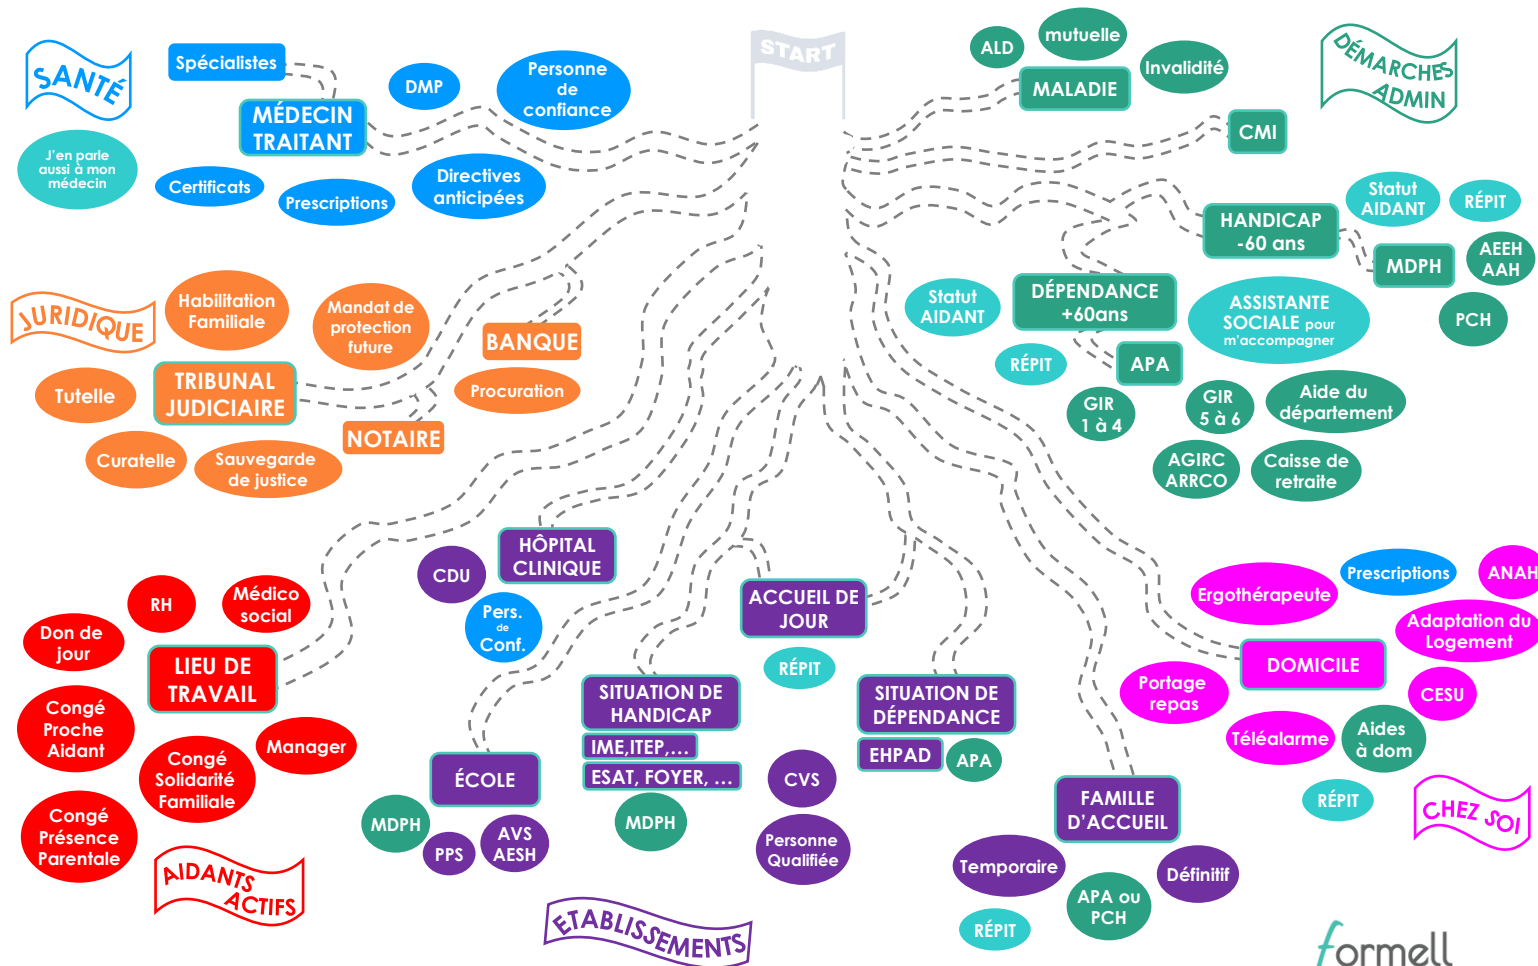 START
SANTÉ
Spécialistes
MÉDECIN
TRAITANT
DMP
Personne
de
confiance
J'en parle
aussi à mon
médecin
Certificats
Prescriptions
Directives
anticipées
DÉMARCHES
ADMIN
ALD
mutuelle
Invalidité
MALADIE
CMI
HANDICAP
-60 ans
Statut
AIDANT
RÉPIT
MDPH
AEEH
AAH
PCH
DÉPENDANCE
+60ans
Statut
AIDANT
RÉPIT
ASSISTANTE
SOCIALE pour
m'accompagner
APA
GIR
1 à 4
GIR
5 à 6
Aide du
département
AGIRC
ARRCO
Caisse de
retraite
JURIDIQUE
Habilitation
Familiale
Mandat de
protection
future
BANQUE
Procuration
TRIBUNAL
JUDICIAIRE
Tutelle
NOTAIRE
Curatelle
Sauvegarde
de justice
RH
Médico
social
Don de
jour
LIEU DE
TRAVAIL
Congé
Proche
Aidant
Congé
Solidarité
Familiale
Manager
Congé
Présence
Parentale
AIDANTS
ACTIFS
HÔPITAL
CLINIQUE
CDU
Pers.
de
Conf.
ÉCOLE
MDPH
PPS
AVS
AESH
SITUATION DE
HANDICAP
IME,ITEP,...
ESAT, FOYER, ...
MDPH
ACCUEIL DE
JOUR
RÉPIT
CVS
Personne
Qualifiée
SITUATION DE
DÉPENDANCE
EHPAD
APA
FAMILLE
D'ACCUEIL
Temporaire
Définitif
APA ou
PCH
RÉPIT
ETABLISSEMENTS
Ergothérapeute
Prescriptions
ANAH
Adaptation du
Logement
DOMICILE
Portage
repas
CESU
Téléalarme
Aides
à dom
RÉPIT
CHEZ SOI
formell